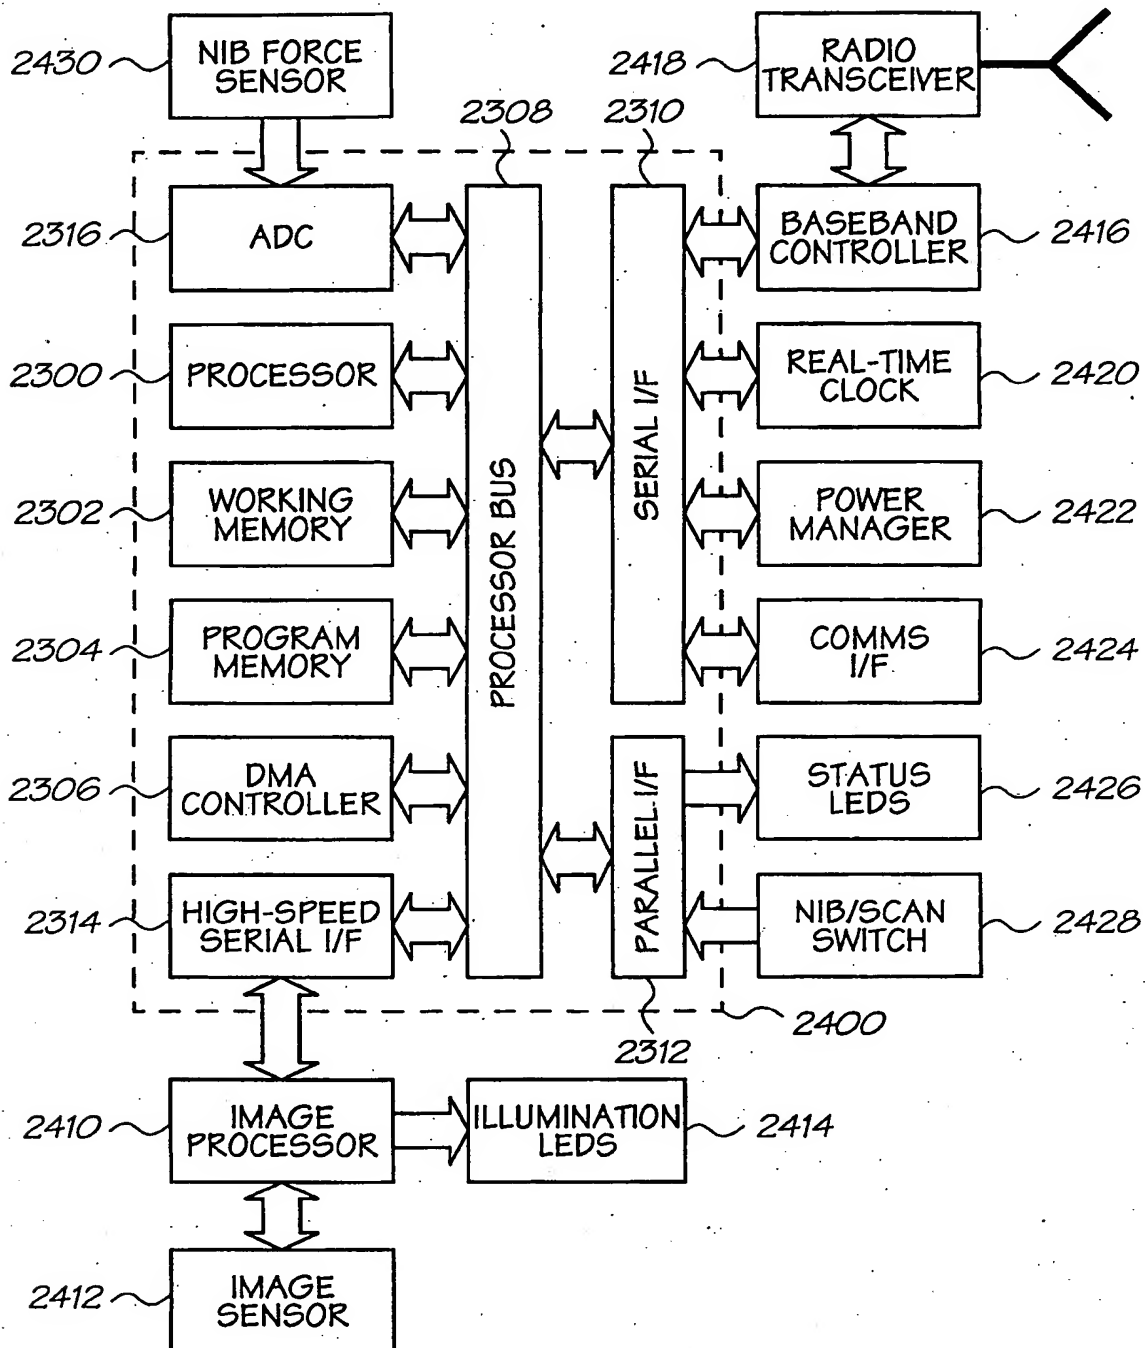 2430
NIB FORCE
SENSOR
2418
RADIO
TRANSCEIVER
2308
2310
2316
ADC
BASEBAND
CONTROLLER
2416
2300
PROCESSOR
REAL-TIME
CLOCK
2420
PROCESSOR BUS
SERIAL I/F
2302
WORKING
MEMORY
POWER
MANAGER
2422
2304
PROGRAM
MEMORY
COMMS
I/F
2424
2306
DMA
CONTROLLER
PARALLEL I/F
STATUS
LEDS
2426
2314
HIGH-SPEED
SERIAL I/F
NIB/SCAN
SWITCH
2428
2400
2312
2410
IMAGE
PROCESSOR
ILLUMINATION
LEDS
2414
2412
IMAGE
SENSOR